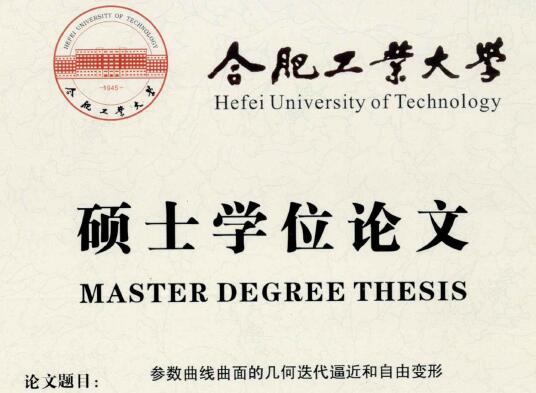 HEFEI UNIVERSITY OF TECHNOLOGY
1945
合肥工業大學
合肥工業大學
Hefei University of Technology
硕士学位论文
MASTER DEGREE THESIS
论文题目： 参数曲线曲面的几何迭代逼近和自由变形